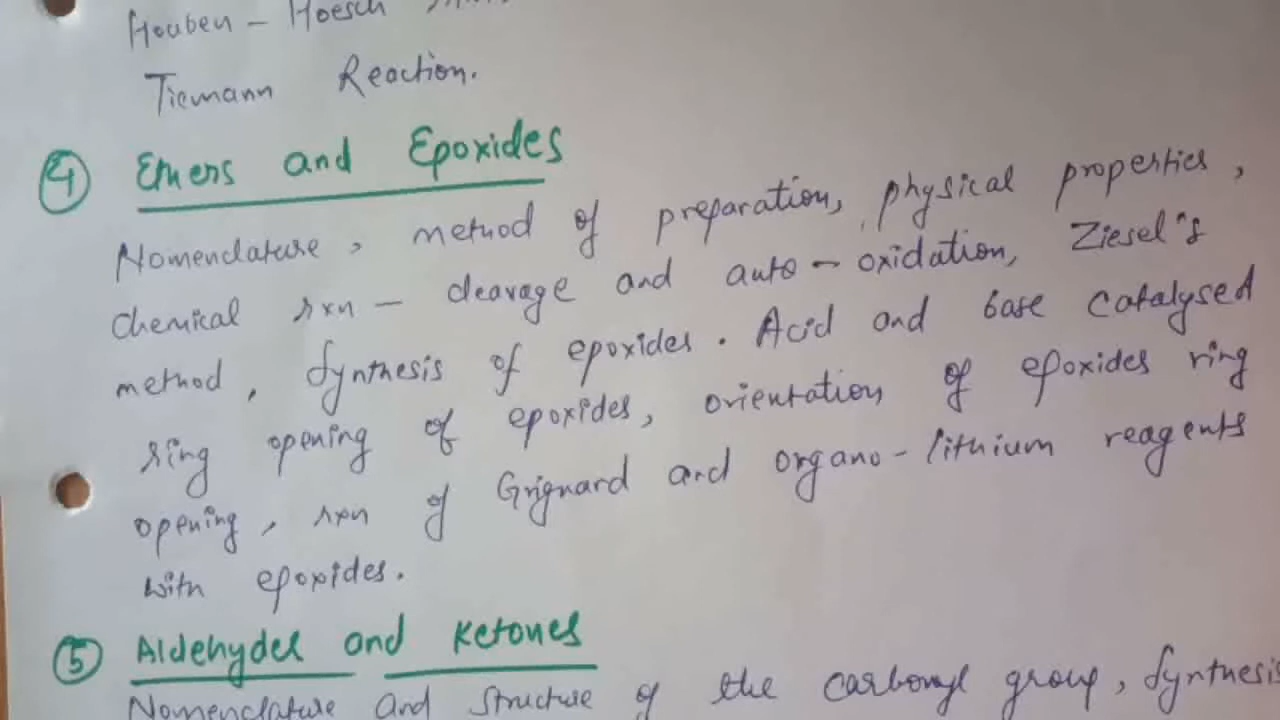 Houben - Hoesch
Tiemann Reaction.
4 Ethers and Epoxides
Nomenclature, method of preparation, physical properties,
chemical rxn - cleavage and auto-oxidation, Ziesel's
method, Synthesis of epoxides. Acid and base catalysed
ring opening of epoxides, orientation of epoxides ring
opening, rxn of Grignard and organo-lithium reagents
with epoxides.
5 Aldehydes and Ketones
Nomenclature and structure of the carbonyl group, Synthesis